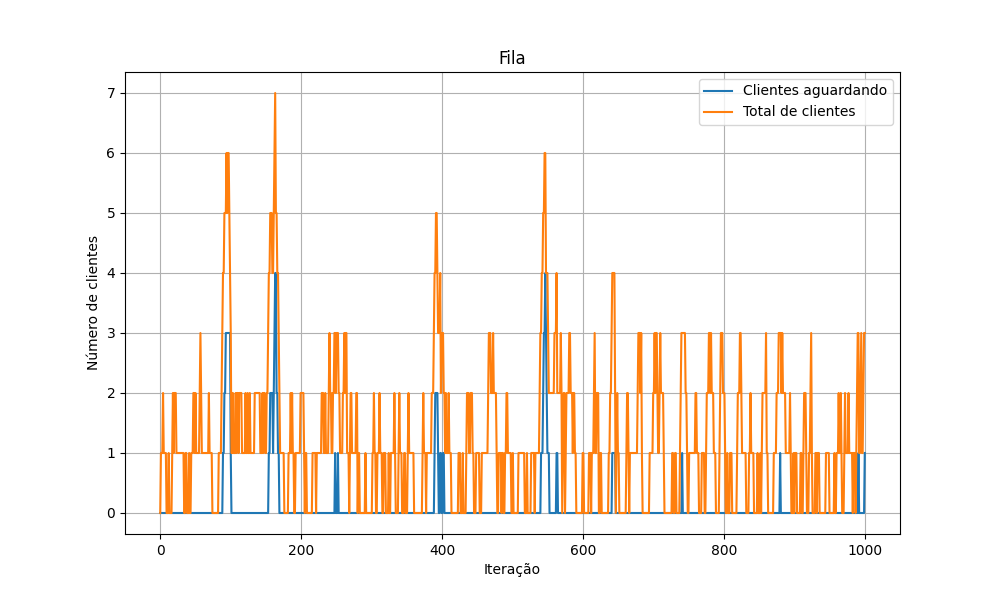 Fila
Clientes aguardando
Total de clientes
Número de clientes
7
6
5
4
3
2
1
0
0
200
400
600
800
1000
Iteração